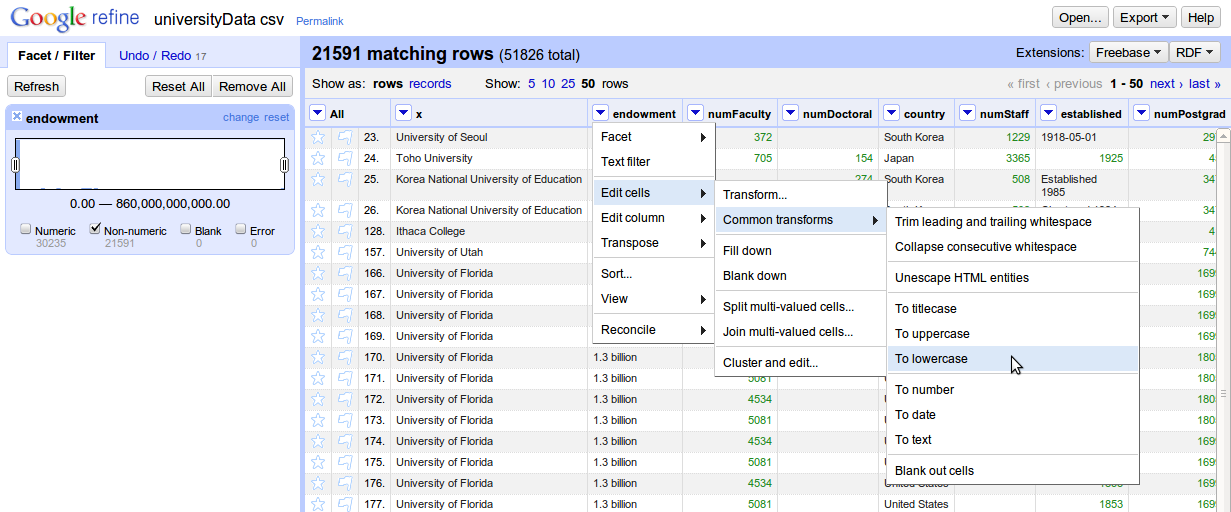 Google refine universityData csv Permalink Open... Export Help
Facet / Filter Undo / Redo 17
21591 matching rows (51826 total) Extensions: Freebase RDF
Refresh Reset All Remove All
Show as: rows records Show: 5 10 25 50 rows « first ‹ previous 1 - 50 next › last »
endowment change reset
0.00 — 860,000,000,000.00
Numeric Non-numeric Blank Error
30235 21591 0 0
All x endowment numFaculty numDoctoral country numStaff established numPostgrad
23. University of Seoul 372 South Korea 1229 1918-05-01 29
24. Toho University 705 154 Japan 3365 1925 4
25. Korea National University of Education 274 South Korea 508 Established 1985 34
26. Korea National University of Education 34
128. Ithaca College 4
157. University of Utah 74
166. University of Florida 169
167. University of Florida 169
168. University of Florida 169
169. University of Florida 169
170. University of Florida 1.3 billion 180
171. University of Florida 1.3 billion 5081 180
172. University of Florida 1.3 billion 4534 180
173. University of Florida 1.3 billion 5081 180
174. University of Florida 1.3 billion 4534 169
175. University of Florida 1.3 billion 5081 169
176. University of Florida 1.3 billion 4534 United States 169
177. University of Florida 1.3 billion 5081 United States 1853 169
Facet
Text filter
Edit cells
Edit column
Transpose
Sort...
View
Reconcile
Transform...
Common transforms
Fill down
Blank down
Split multi-valued cells...
Join multi-valued cells...
Cluster and edit...
Trim leading and trailing whitespace
Collapse consecutive whitespace
Unescape HTML entities
To titlecase
To uppercase
To lowercase
To number
To date
To text
Blank out cells